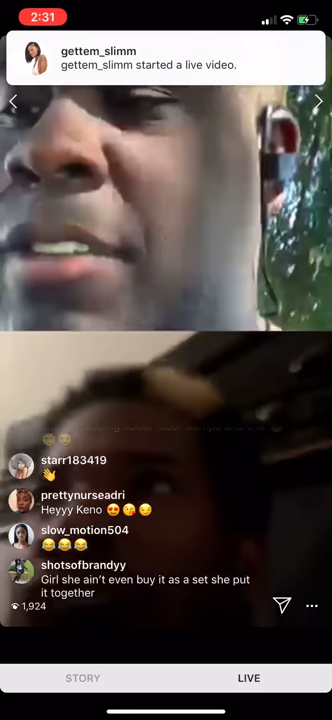 2:31
gettem_slimm
gettem_slimm started a live video.
starr183419
👋
prettynurseadri
Heyyy Keno 😍😘😉
slow_motion504
😂😂😂
shotsofbrandyy
Girl she ain't even buy it as a set she put
it together
1,924
STORY
LIVE